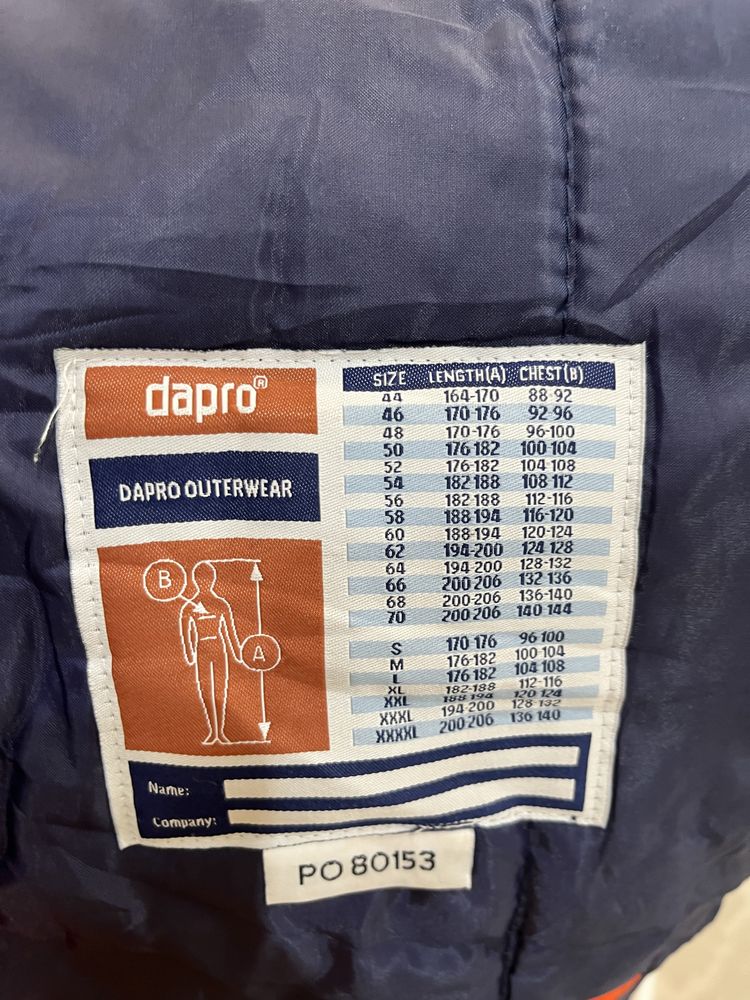 dapro®
DAPRO OUTERWEAR
B
A
SIZE LENGTH(A) CHEST(B)
44 164-170 88-92
46 170-176 92-96
48 170-176 96-100
50 176-182 100-104
52 176-182 104-108
54 182-188 108-112
56 182-188 112-116
58 188-194 116-120
60 188-194 120-124
62 194-200 124-128
64 194-200 128-132
66 200-206 132-136
68 200-206 136-140
70 200-206 140-144
S 170-176 96-100
M 176-182 100-104
L 176-182 104-108
XL 182-188 112-116
XXL 188-194 120-124
XXXL 194-200 128-132
XXXXL 200-206 136-140
Name:
Company:
PO 80153